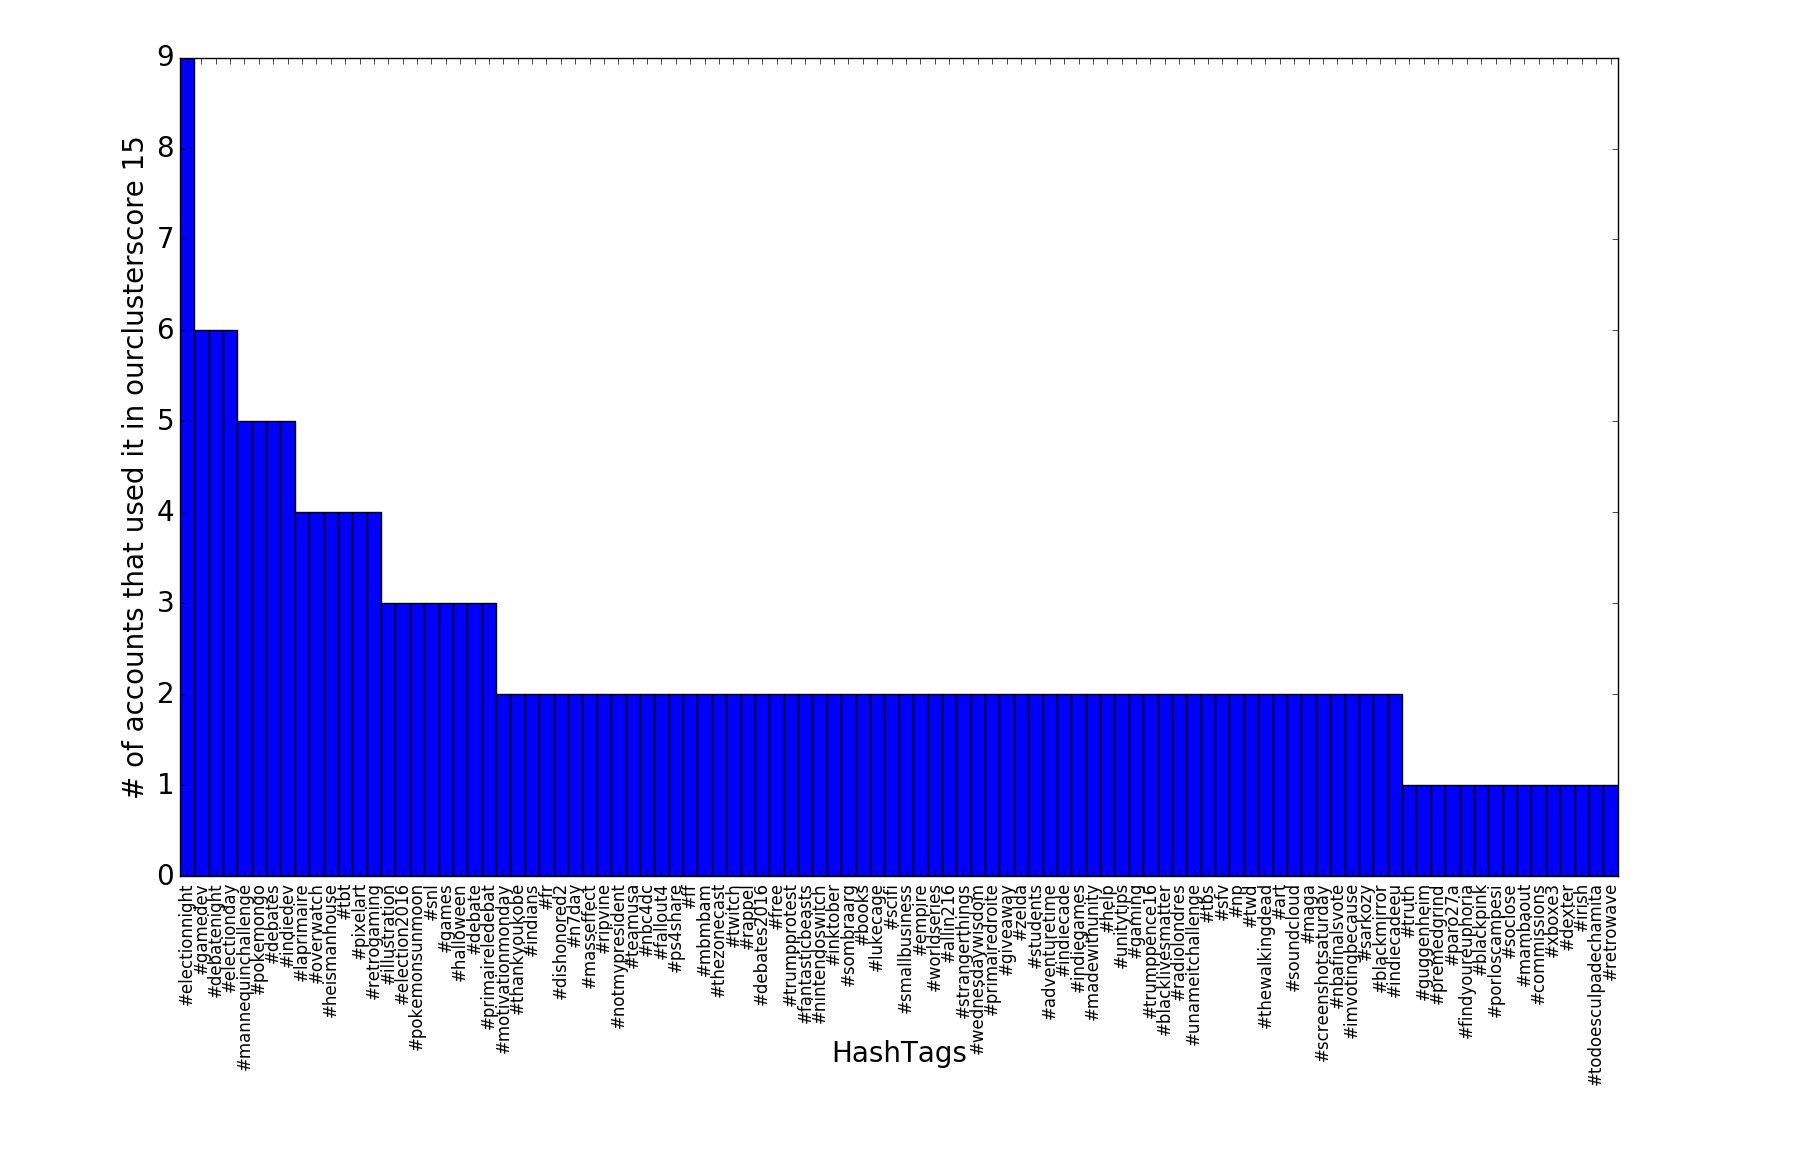 # of accounts that used it in ourclusterscore 15
9
8
7
6
5
4
3
2
1
0
#electionnight
#gamedev
#debatenight
#electionday
#mannequinchallenge
#pokemongo
#debates
#indiedev
#laprimaire
#overwatch
#heismanhouse
#tbt
#pixelart
#retrogaming
#illustration
#election2016
#pokemonsunmoon
#snl
#games
#halloween
#debate
#primaireledebat
#motivationmonday
#thankyoukobe
#indians
#fr
#dishonored2
#n7day
#masseffect
#ripvine
#notmypresident
#teamusa
#nbc4dc
#fallout4
#ps4share
#ff
#mbmbam
#thezonecast
#twitch
#rappel
#debates2016
#free
#trumpprotest
#fantasticbeasts
#nintendoswitch
#inktober
#sombraarg
#books
#lukecage
#scifi
#smallbusiness
#empire
#worldseries
#allin216
#strangerthings
#wednesdaywisdom
#primairedroite
#giveaway
#zelda
#students
#adventuretime
#indiecade
#indiegames
#madewithunity
#help
#unitytips
#gaming
#trumppence16
#blacklivesmatter
#radiolondres
#unameitchallenge
#tbs
#sfv
#np
#twd
#thewalkingdead
#art
#soundcloud
#maga
#screenshotsaturday
#nbafinalsvote
#imvotingbecause
#sarkozy
#blackmirror
#indiecadeeu
#truth
#guggenheim
#premedgrind
#paro27a
#findyoureuphoria
#blackpink
#porloscampesi
#soclose
#mambaout
#commissions
#xboxe3
#dexter
#irish
#todoesculpadechamita
#retrowave
HashTags